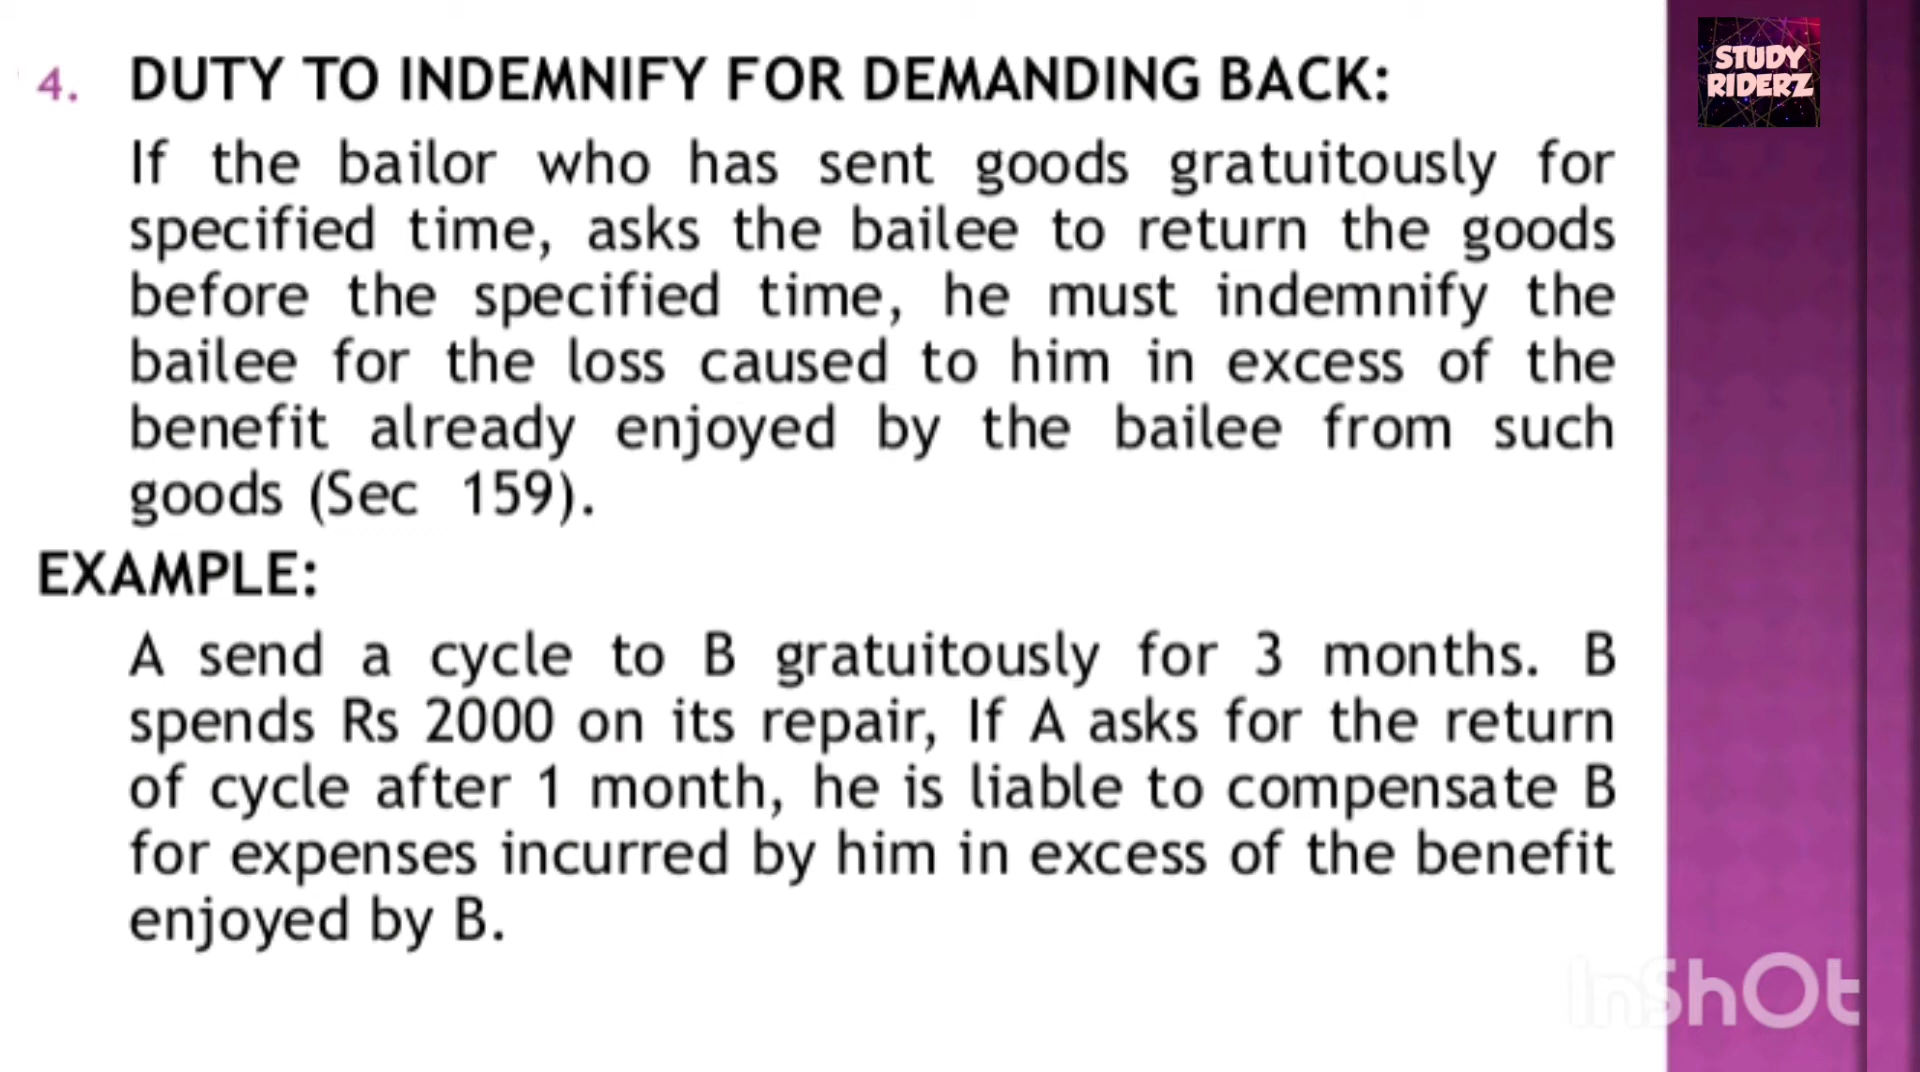 4. DUTY TO INDEMNIFY FOR DEMANDING BACK:
If the bailor who has sent goods gratuitously for
specified time, asks the bailee to return the goods
before the specified time, he must indemnify the
bailee for the loss caused to him in excess of the
benefit already enjoyed by the bailee from such
goods (Sec 159).
EXAMPLE:
A send a cycle to B gratuitously for 3 months. B
spends Rs 2000 on its repair, If A asks for the return
of cycle after 1 month, he is liable to compensate B
for expenses incurred by him in excess of the benefit
enjoyed by B.
STUDY
RIDERZ
InShOt